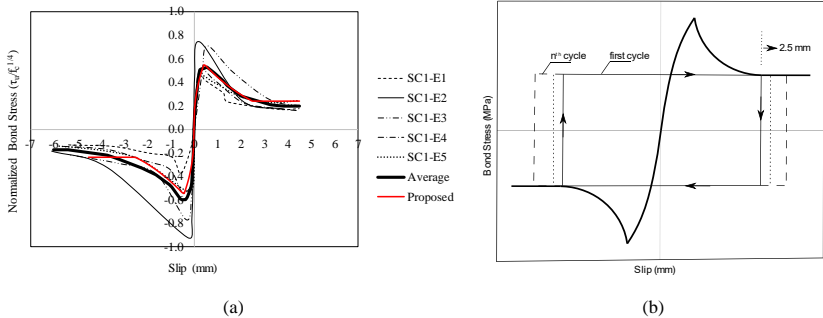 Normalized Bond Stress (τᵤ/fc^1/4)
1.0
0.8
0.6
0.4
0.2
0.0
-7 -6 -5 -4 -3 -2 -1 0 1 2 3 4 5 6 7
-0.2
-0.4
-0.6
-0.8
-1.0
Slip (mm)
SC1-E1
SC1-E2
SC1-E3
SC1-E4
SC1-E5
Average
Proposed
(a)
Bond Stress (MPa)
nth cycle
first cycle
2.5 mm
Slip (mm)
(b)